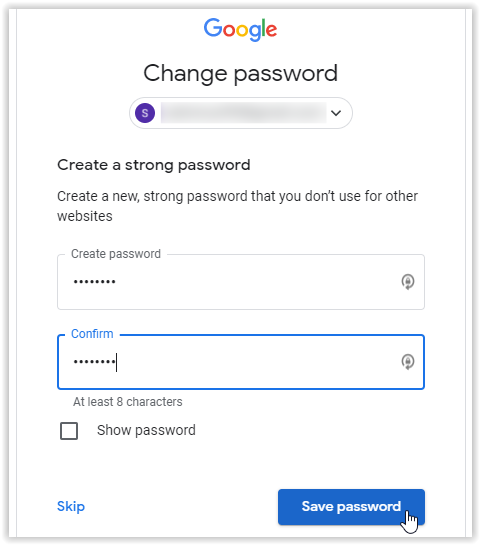 Google
Change password
S
Create a strong password
Create a new, strong password that you don’t use for other
websites
Create password
••••••••
Confirm
••••••••
At least 8 characters
Show password
Skip
Save password